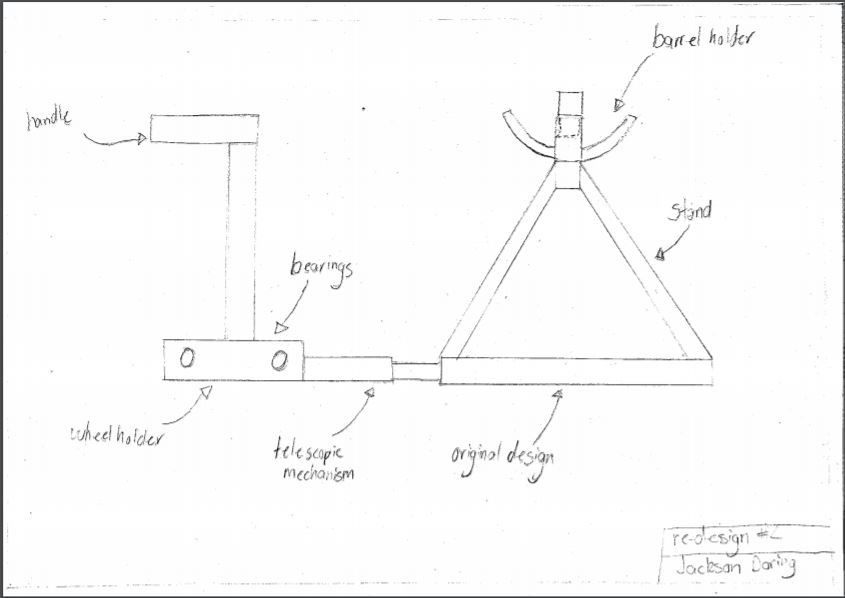 barrel holder
handle
stand
bearings
wheel holder
telescopic
mechanism
original design
re-design #2
Jackson Daring